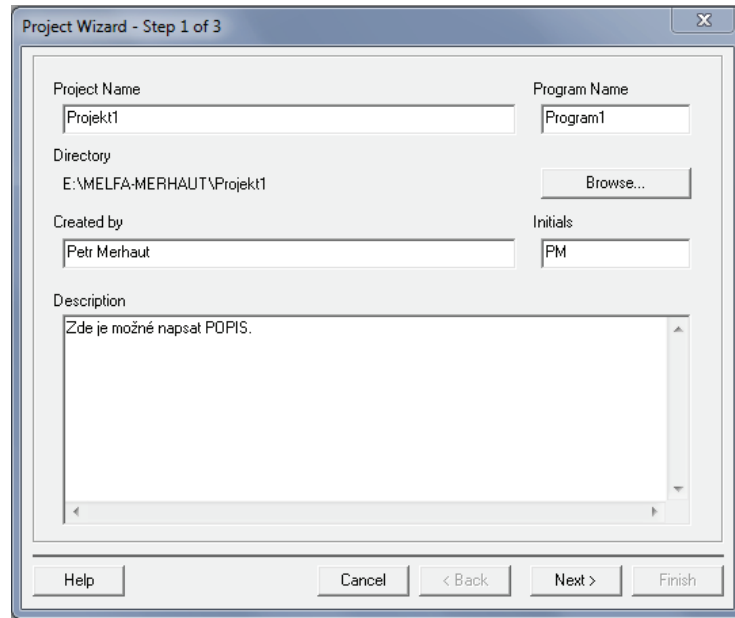 Project Wizard - Step 1 of 3
Project Name
Program Name
Projekt1
Program1
Directory
E:\MELFA-MERHAUT\Projekt1
Browse...
Created by
Initials
Petr Merhaut
PM
Description
Zde je možné napsat POPIS.
Help
Cancel
< Back
Next >
Finish